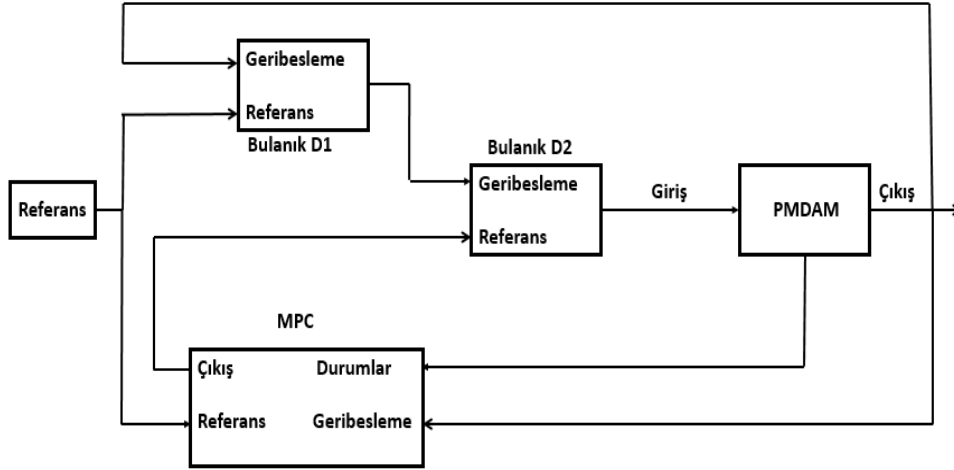 Geribesleme
Referans
Bulanık D1
Bulanık D2
Geribesleme
Referans
Referans
Giriş
PMDAM
Çıkış
MPC
Çıkış
Durumlar
Referans
Geribesleme